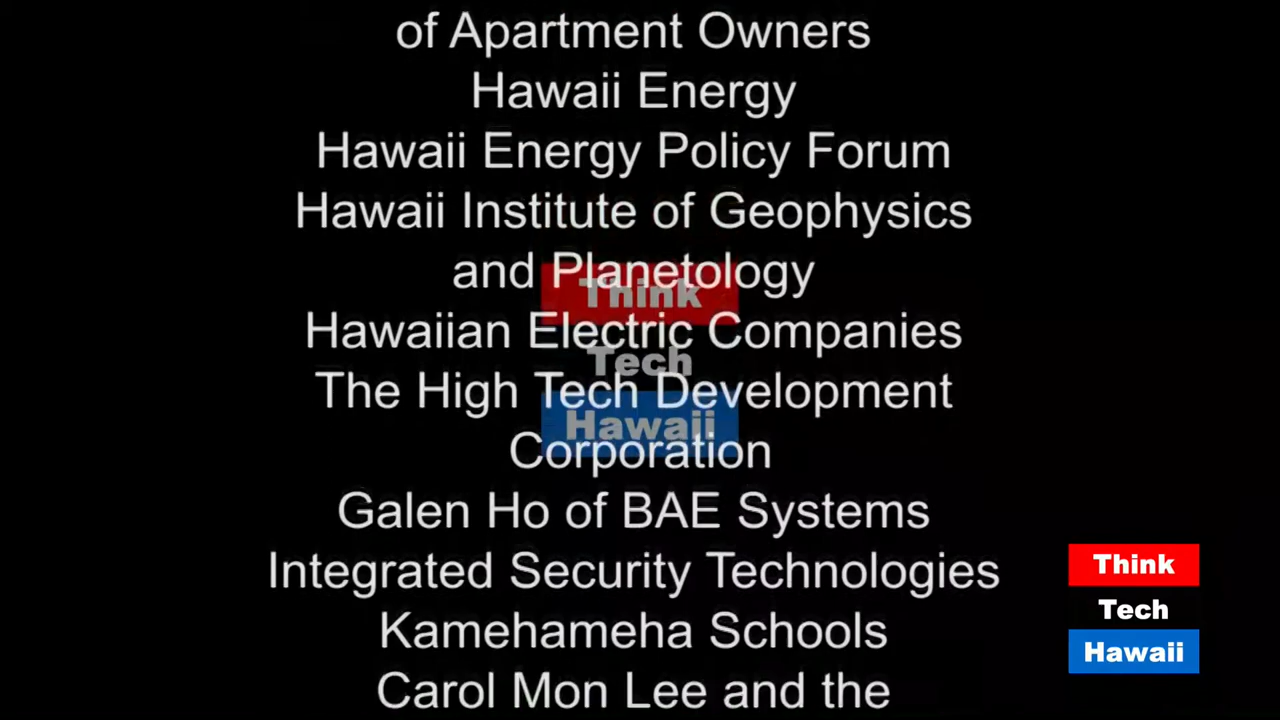 of Apartment Owners
Hawaii Energy
Hawaii Energy Policy Forum
Hawaii Institute of Geophysics
and Planetology
Think
Hawaiian Electric Companies
Tech
The High Tech Development
Hawaii
Corporation
Galen Ho of BAE Systems
Integrated Security Technologies
Kamehameha Schools
Carol Mon Lee and the
Think
Tech
Hawaii